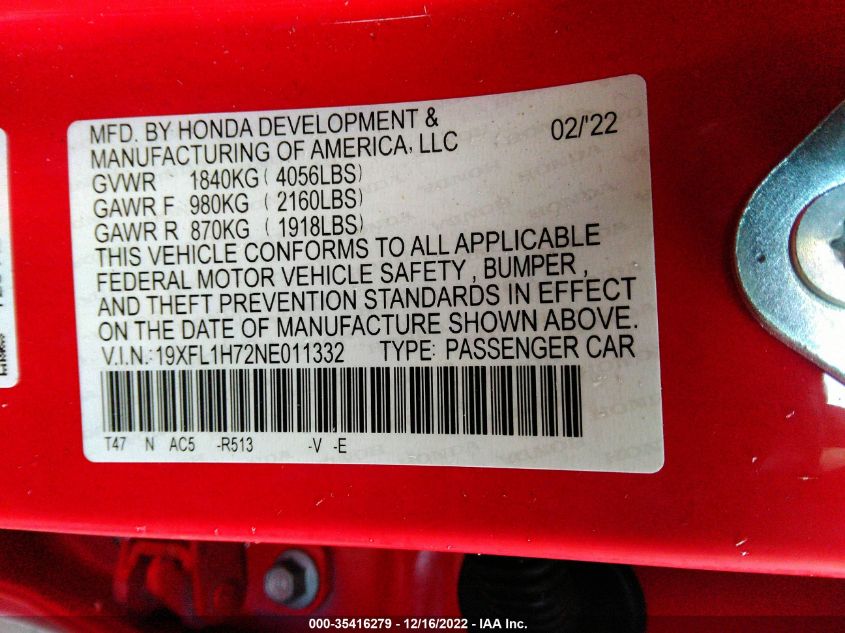 MFD. BY HONDA DEVELOPMENT &
MANUFACTURING OF AMERICA, LLC 02/'22
GVWR 1840KG ( 4056LBS)
GAWR F 980KG ( 2160LBS)
GAWR R 870KG ( 1918LBS)
THIS VEHICLE CONFORMS TO ALL APPLICABLE
FEDERAL MOTOR VEHICLE SAFETY , BUMPER ,
AND THEFT PREVENTION STANDARDS IN EFFECT
ON THE DATE OF MANUFACTURE SHOWN ABOVE.
V.I.N.:19XFL1H72NE011332 TYPE: PASSENGER CAR
T47 N AC5 -R513 -V -E
000-35416279 - 12/16/2022 - IAA Inc.